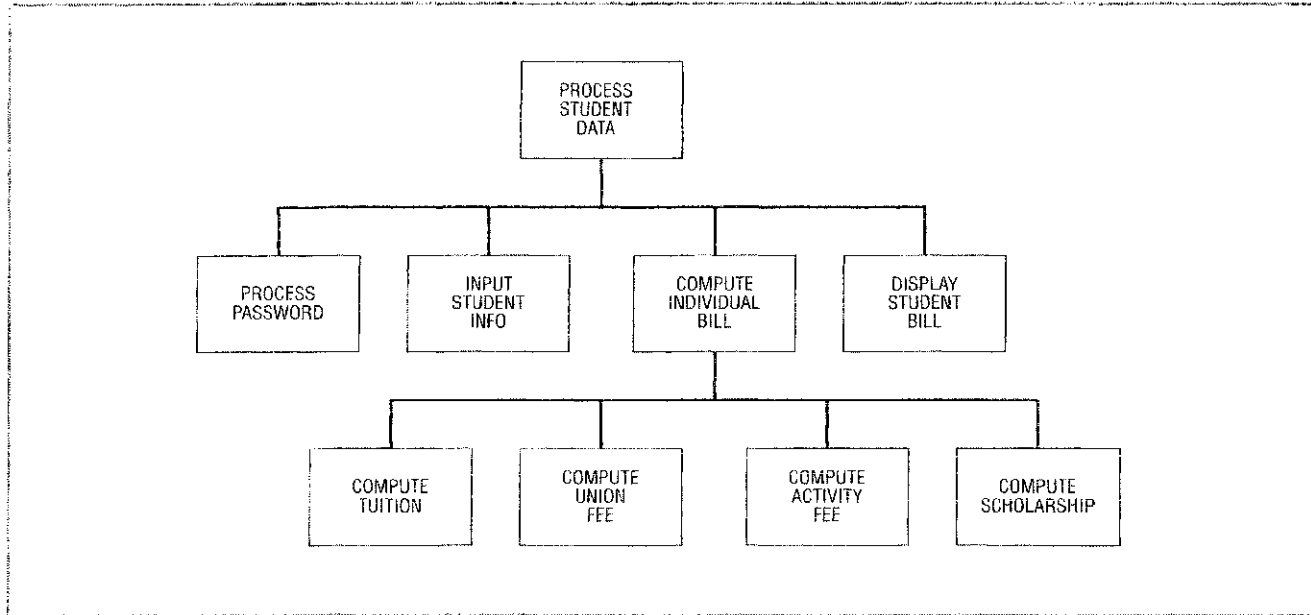 PROCESS
STUDENT
DATA
PROCESS
PASSWORD
INPUT
STUDENT
INFO
COMPUTE
INDIVIDUAL
BILL
DISPLAY
STUDENT
BILL
COMPUTE
TUITION
COMPUTE
UNION
FEE
COMPUTE
ACTIVITY
FEE
COMPUTE
SCHOLARSHIP